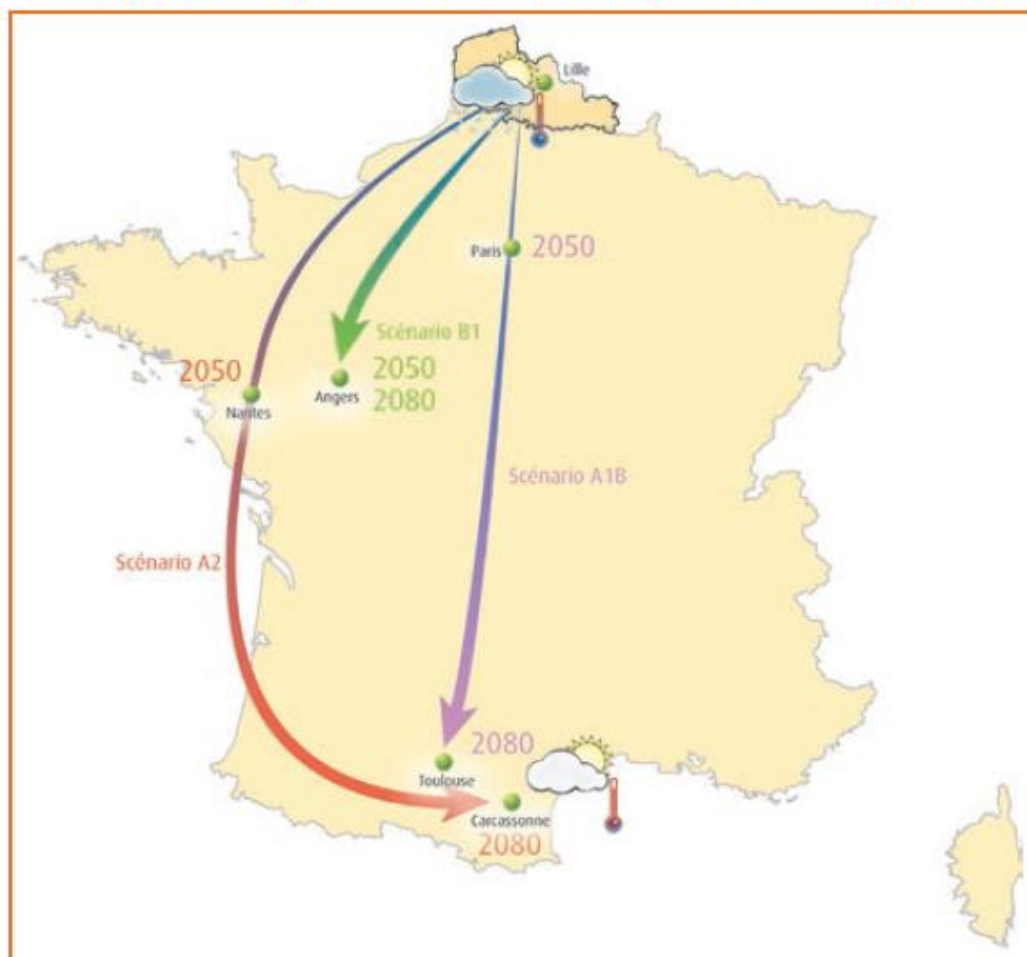 Lille
Paris
2050
Scénario B1
2050
2050
Angers
2080
Nantes
Scénario A1B
Scénario A2
2080
Toulouse
Carcassonne
2080